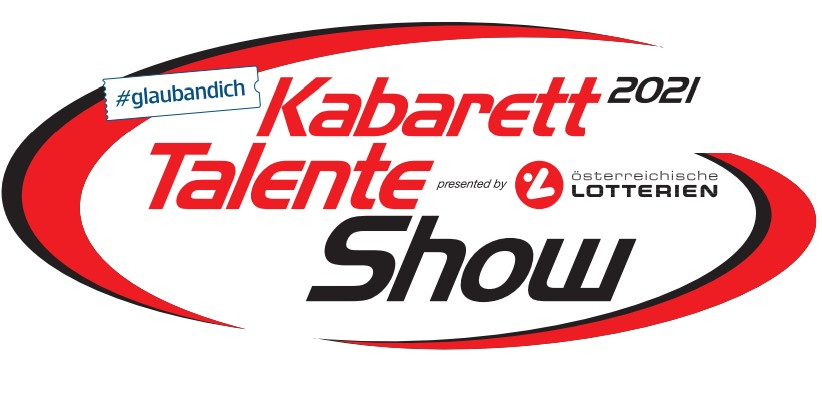 #glaubandich
Kabarett 2021
Talente
presented by
österreichische
LOTTERIEN
Show